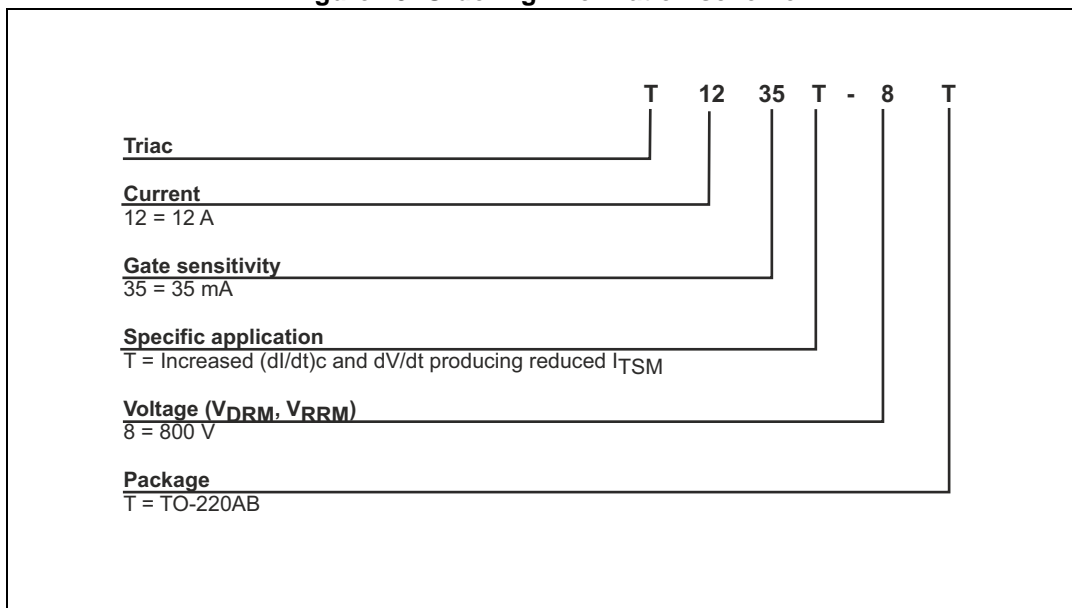 T 12 35 T - 8 T
Triac
Current
12 = 12 A
Gate sensitivity
35 = 35 mA
Specific application
T = Increased (dI/dt)c and dV/dt producing reduced ITSM
Voltage (VDRM, VRRM)
8 = 800 V
Package
T = TO-220AB